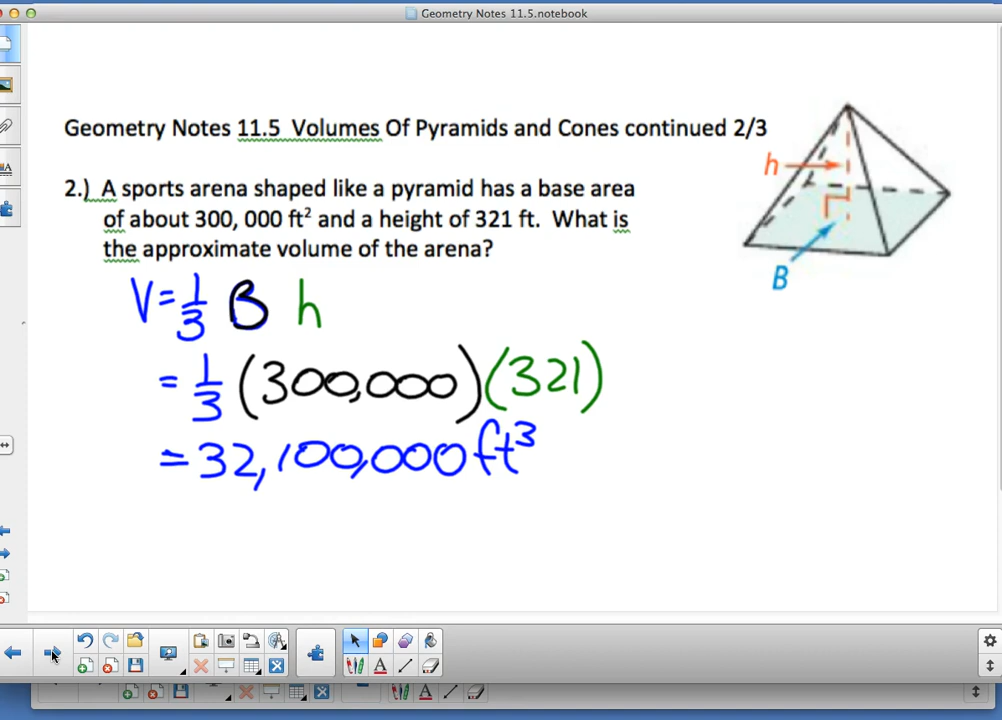 Geometry Notes 11.5.notebook
Geometry Notes 11.5 Volumes Of Pyramids and Cones continued 2/3
h
2.) A sports arena shaped like a pyramid has a base area
of about 300, 000 ft² and a height of 321 ft. What is
the approximate volume of the arena?
B
V = 1/3 B h
= 1/3 (300,000)(321)
= 32,100,000 ft³